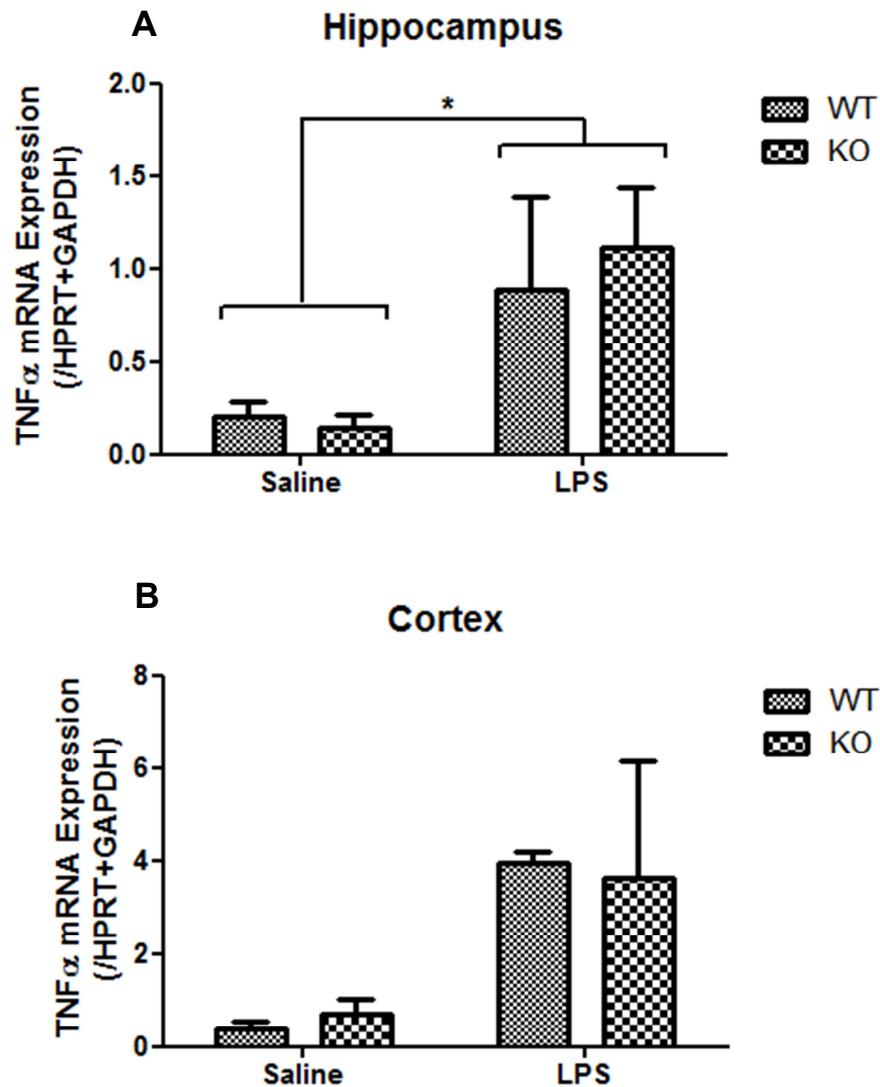 A
Hippocampus
TNFα mRNA Expression
(/HPRT+GAPDH)
2.0
1.5
1.0
0.5
0.0
*
WT
KO
Saline
LPS
B
Cortex
TNFα mRNA Expression
(/HPRT+GAPDH)
8
6
4
2
0
WT
KO
Saline
LPS